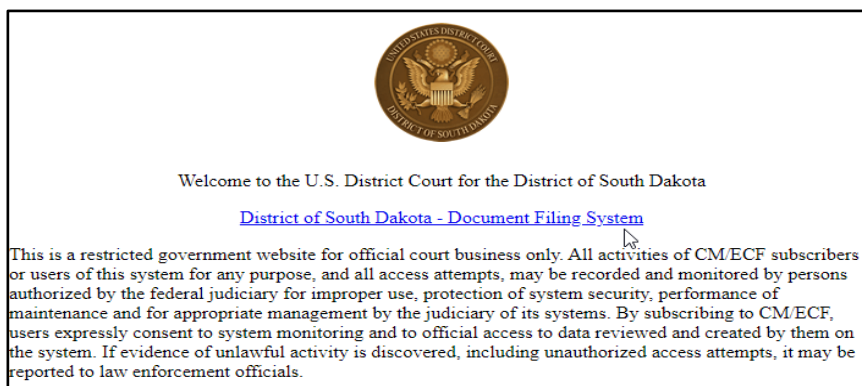 UNITED STATES DISTRICT COURT
DISTRICT OF SOUTH DAKOTA
Welcome to the U.S. District Court for the District of South Dakota
District of South Dakota - Document Filing System
This is a restricted government website for official court business only. All activities of CM/ECF subscribers
or users of this system for any purpose, and all access attempts, may be recorded and monitored by persons
authorized by the federal judiciary for improper use, protection of system security, performance of
maintenance and for appropriate management by the judiciary of its systems. By subscribing to CM/ECF,
users expressly consent to system monitoring and to official access to data reviewed and created by them on
the system. If evidence of unlawful activity is discovered, including unauthorized access attempts, it may be
reported to law enforcement officials.